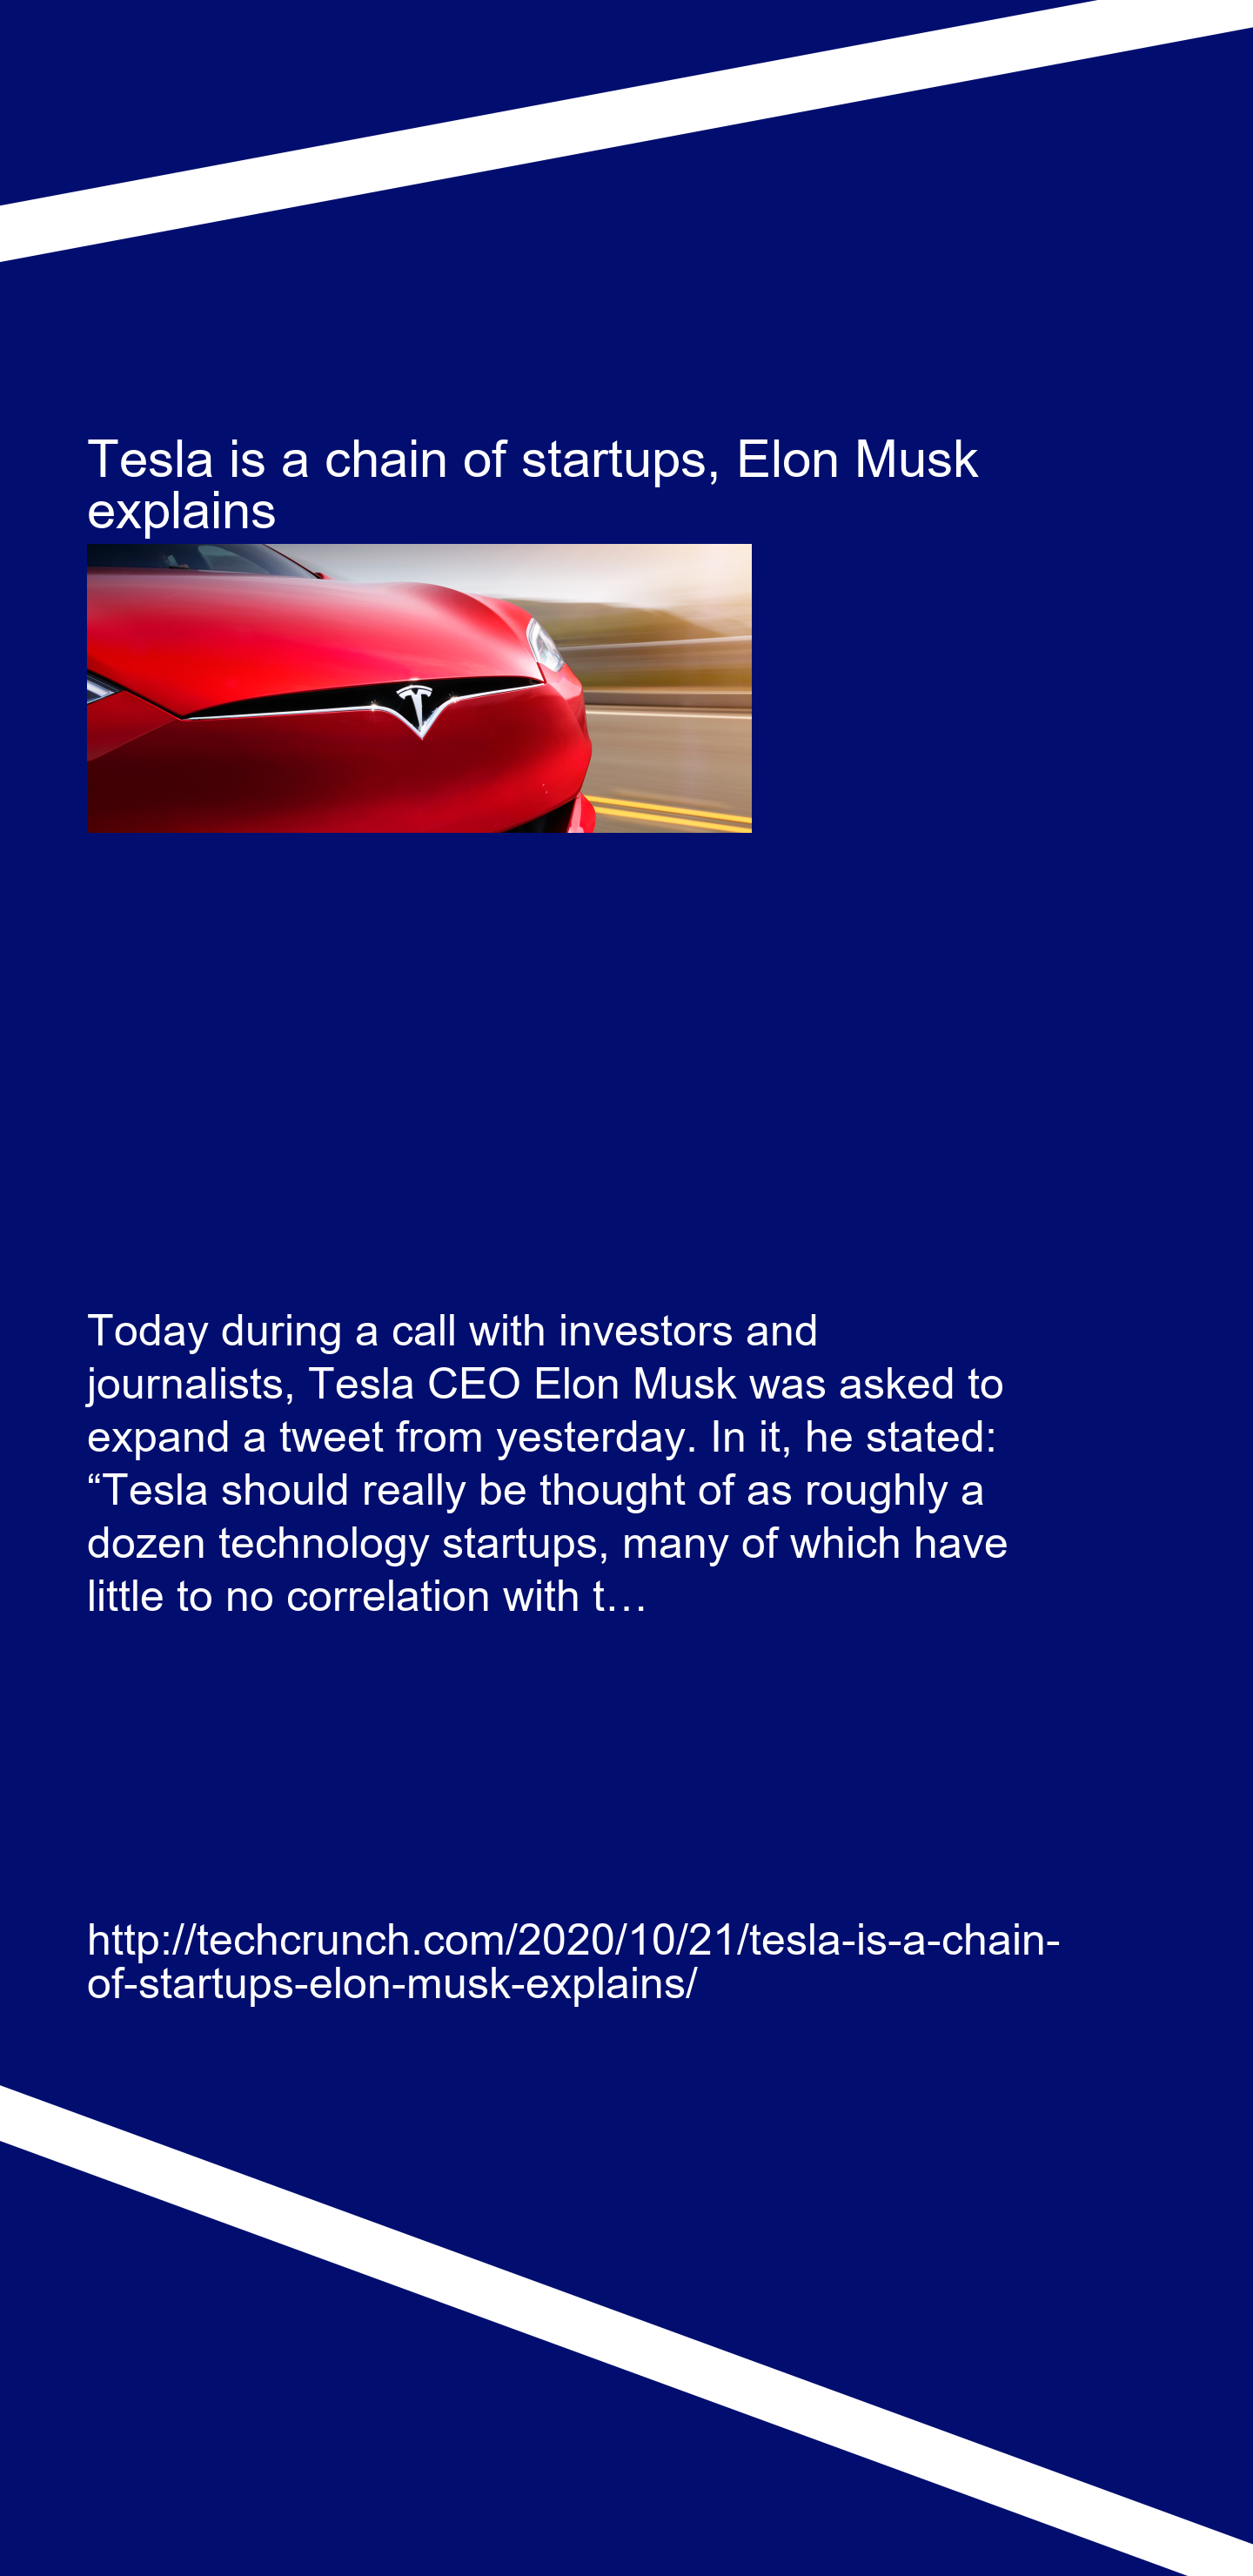 Tesla is a chain of startups, Elon Musk
explains
Today during a call with investors and
journalists, Tesla CEO Elon Musk was asked to
expand a tweet from yesterday. In it, he stated:
“Tesla should really be thought of as roughly a
dozen technology startups, many of which have
little to no correlation with t…
http://techcrunch.com/2020/10/21/tesla-is-a-chain-
of-startups-elon-musk-explains/